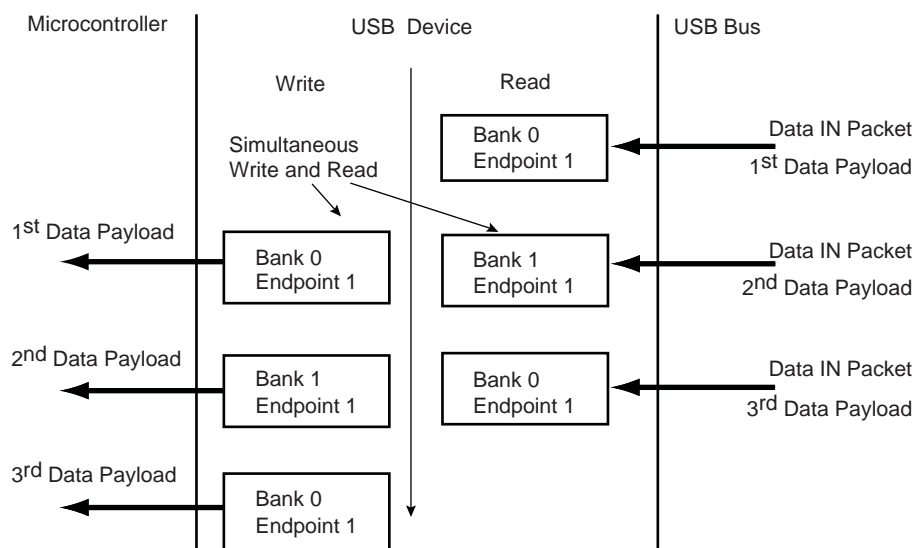 Microcontroller
USB Device
USB Bus
Write
Read
Bank 0
Endpoint 1
Data IN Packet
1st Data Payload
Simultaneous
Write and Read
1st Data Payload
Bank 0
Endpoint 1
Bank 1
Endpoint 1
Data IN Packet
2nd Data Payload
2nd Data Payload
Bank 1
Endpoint 1
Bank 0
Endpoint 1
Data IN Packet
3rd Data Payload
3rd Data Payload
Bank 0
Endpoint 1